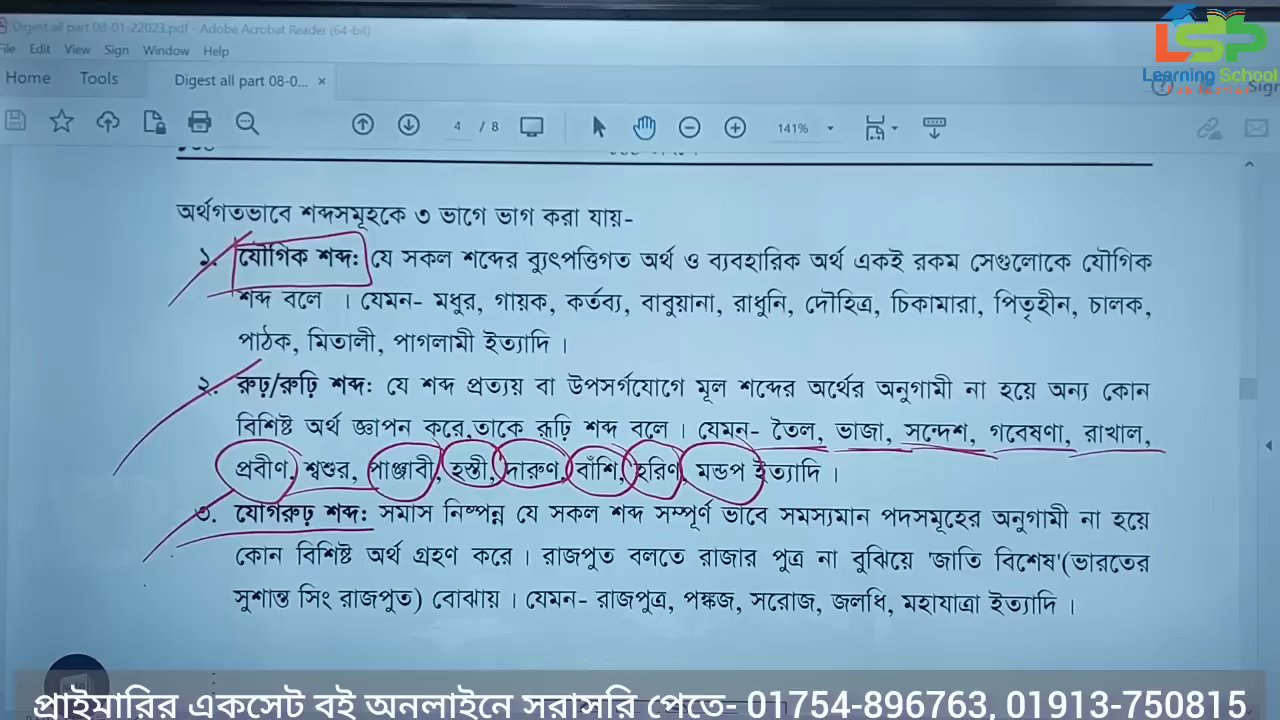 Digest all part 08-01-22023.pdf - Adobe Acrobat Reader (64-bit)
File Edit View Sign Window Help
LSP
Learning School
Home Tools Digest all part 08-0... ×
Sign
4 / 8 141%
অর্থগতভাবে শব্দসমূহকে ৩ ভাগে ভাগ করা যায়-
১. যৌগিক শব্দ: যে সকল শব্দের ব্যুৎপত্তিগত অর্থ ও ব্যবহারিক অর্থ একই রকম সেগুলোকে যৌগিক
শব্দ বলে । যেমন- মধুর, গায়ক, কর্তব্য, বাবুয়ানা, রাধুনি, দৌহিত্র, চিকামারা, পিতৃহীন, চালক,
পাঠক, মিতালী, পাগলামী ইত্যাদি ।
২. রুঢ়/রুঢ়ি শব্দ: যে শব্দ প্রত্যয় বা উপসর্গযোগে মূল শব্দের অর্থের অনুগামী না হয়ে অন্য কোন
বিশিষ্ট অর্থ জ্ঞাপন করে,তাকে রূঢ়ি শব্দ বলে । যেমন- তৈল, ভাজা, সন্দেশ, গবেষণা, রাখাল,
প্রবীণ, শ্বশুর, পাঞ্জাবী, হস্তী, দারুণ, বাঁশি, হরিণ, মন্ডপ ইত্যাদি ।
৩. যোগরুঢ় শব্দ: সমাস নিষ্পন্ন যে সকল শব্দ সম্পূর্ণ ভাবে সমস্যমান পদসমূহের অনুগামী না হয়ে
কোন বিশিষ্ট অর্থ গ্রহণ করে । রাজপুত বলতে রাজার পুত্র না বুঝিয়ে 'জাতি বিশেষ'(ভারতের
সুশান্ত সিং রাজপুত) বোঝায় । যেমন- রাজপুত্র, পঙ্কজ, সরোজ, জলধি, মহাযাত্রা ইত্যাদি ।
প্রাইমারির একসেট বই অনলাইনে সরাসরি পেতে- 01754-896763, 01913-750815